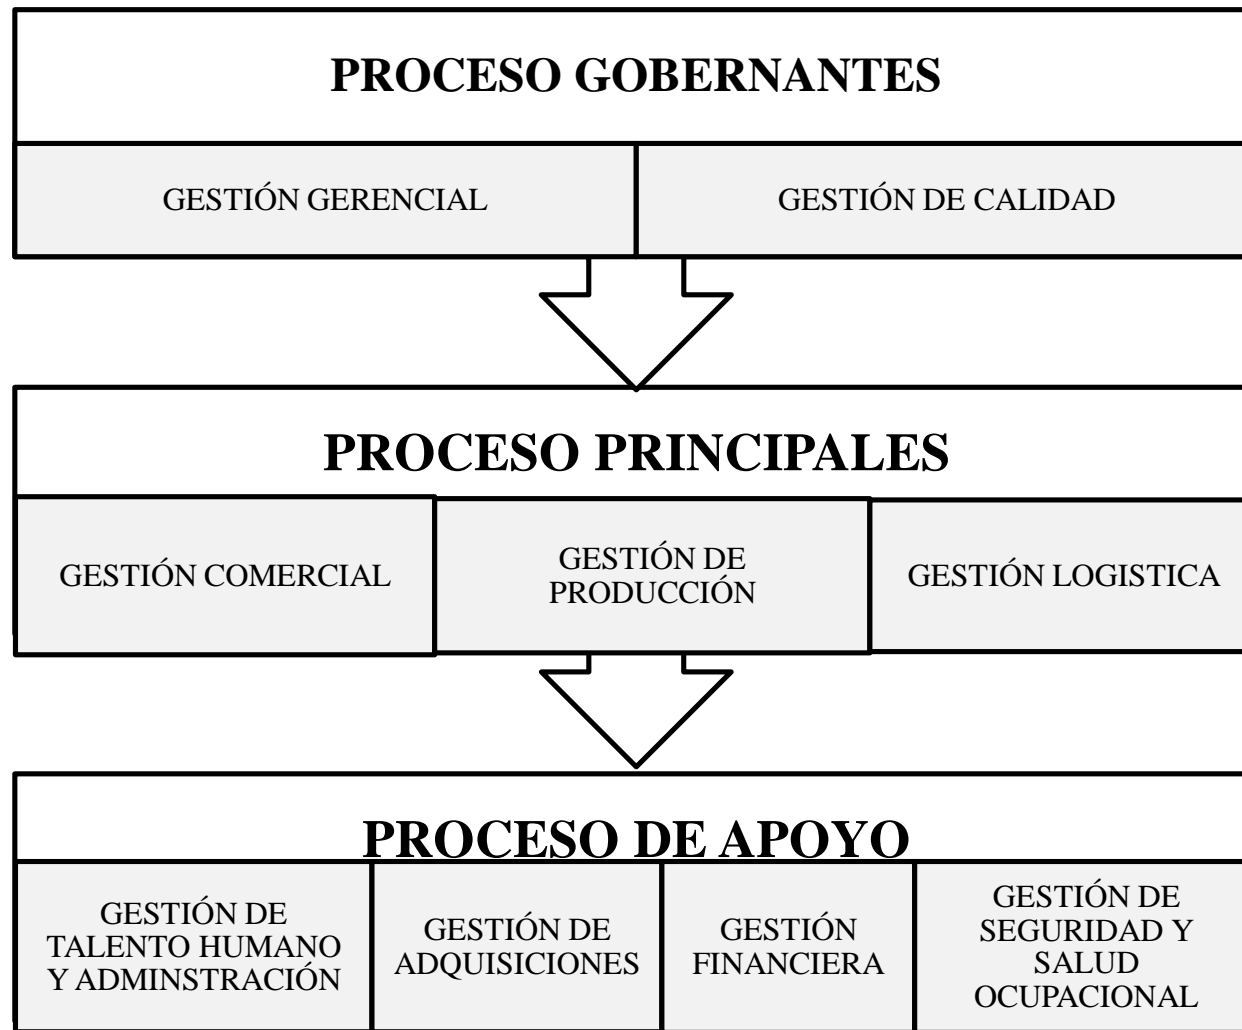 PROCESO GOBERNANTES
GESTIÓN GERENCIAL
GESTIÓN DE CALIDAD
PROCESO PRINCIPALES
GESTIÓN COMERCIAL
GESTIÓN DE
PRODUCCIÓN
GESTIÓN LOGISTICA
PROCESO DE APOYO
GESTIÓN DE
TALENTO HUMANO
Y ADMINSTRACIÓN
GESTIÓN DE
ADQUISICIONES
GESTIÓN
FINANCIERA
GESTIÓN DE
SEGURIDAD Y
SALUD
OCUPACIONAL